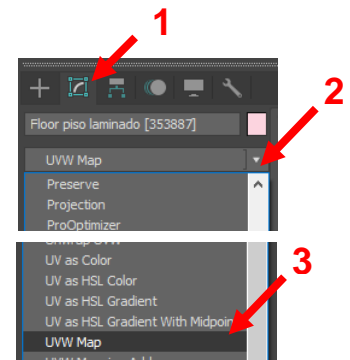 1
2
Floor piso laminado [353887]
UVW Map
Preserve
Projection
ProOptimizer
UV as Color
3
UV as HSL Color
UV as HSL Gradient
UV as HSL Gradient With Midpoin
UVW Map